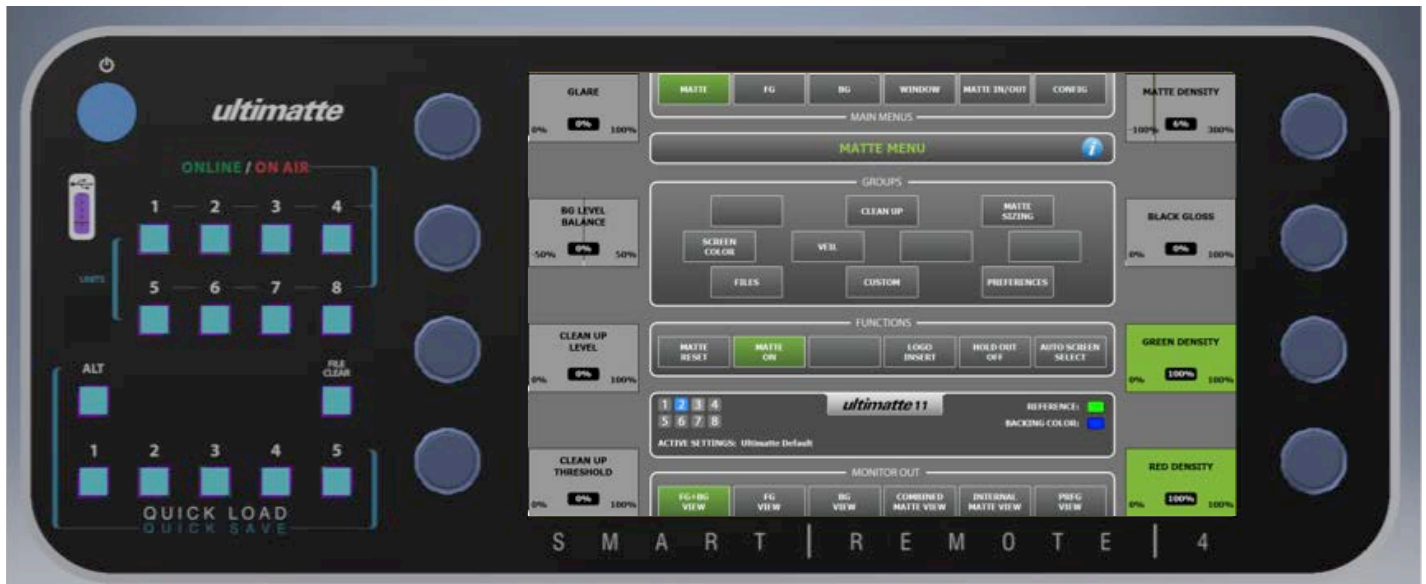 ultimatte
ONLINE / ON AIR
1 2 3 4
UNITS
5 6 7 8
ALT
FILE CLEAR
1 2 3 4 5
QUICK LOAD
QUICK SAVE
GLARE
0% 0% 100%
BG LEVEL
BALANCE
-50% 0% 50%
CLEAN UP
LEVEL
0% 0% 100%
CLEAN UP
THRESHOLD
0% 0% 100%
MATTE FG BG WINDOW MATTE IN/OUT CONFIG
MAIN MENUS
MATTE MENU i
GROUPS
CLEAN UP MATTE SIZING
SCREEN COLOR VEIL
FILES CUSTOM PREFERENCES
FUNCTIONS
MATTE RESET MATTE ON LOGO INSERT HOLD OUT OFF AUTO SCREEN SELECT
1 2 3 4 ultimatte 11 REFERENCE:
5 6 7 8 BACKING COLOR:
ACTIVE SETTINGS: Ultimatte Default
MONITOR OUT
FG+BG VIEW FG VIEW BG VIEW COMBINED MATTE VIEW INTERNAL MATTE VIEW PRFG VIEW
MATTE DENSITY
-100% 6% 300%
BLACK GLOSS
0% 0% 100%
GREEN DENSITY
0% 100% 100%
RED DENSITY
0% 100% 100%
SMART | REMOTE | 4